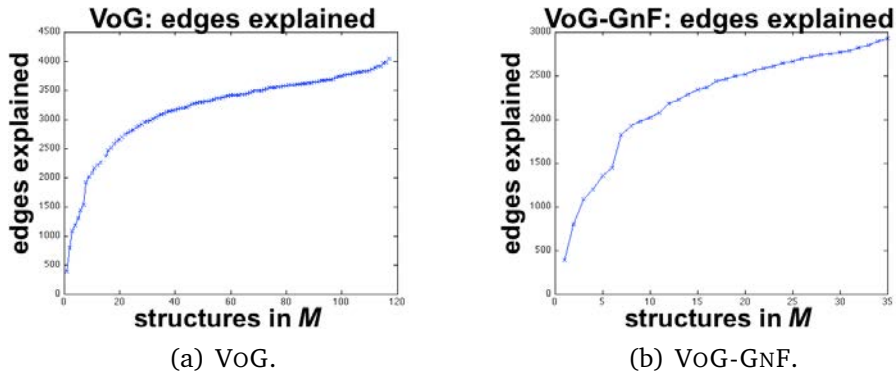 VoG: edges explained
edges explained
4500
4000
3500
3000
2500
2000
1500
1000
500
0
0 20 40 60 80 100 120
structures in M
(a) VOG.
VoG-GnF: edges explained
edges explained
3000
2500
2000
1500
1000
500
0
0 5 10 15 20 25 30 35
structures in M
(b) VOG-GNF.